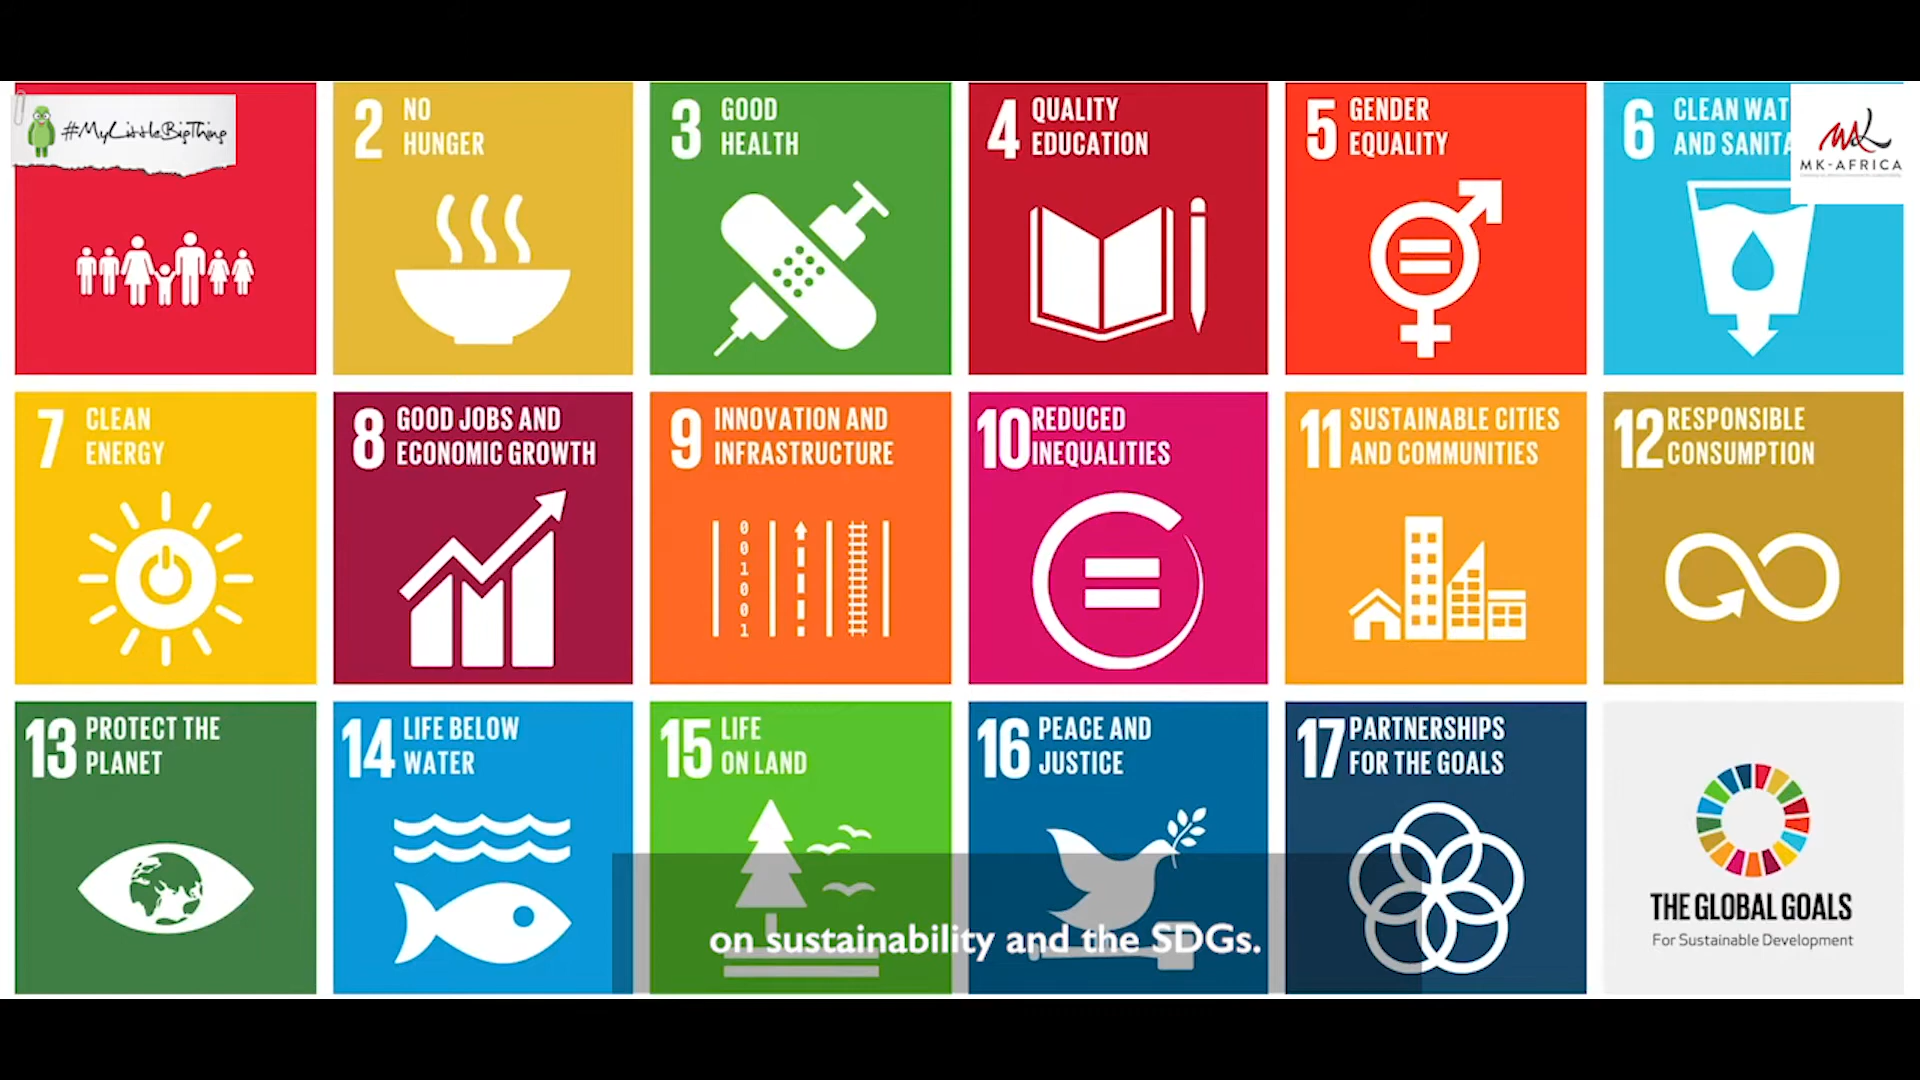 #MyLittleBigThing
2 NO
HUNGER
3 GOOD
HEALTH
4 QUALITY
EDUCATION
5 GENDER
EQUALITY
6 CLEAN WAT
AND SANITA
MK-AFRICA
7 CLEAN
ENERGY
8 GOOD JOBS AND
ECONOMIC GROWTH
9 INNOVATION AND
INFRASTRUCTURE
0
0
1
0
0
1
10 REDUCED
INEQUALITIES
11 SUSTAINABLE CITIES
AND COMMUNITIES
12 RESPONSIBLE
CONSUMPTION
13 PROTECT THE
PLANET
14 LIFE BELOW
WATER
15 LIFE
ON LAND
16 PEACE AND
JUSTICE
17 PARTNERSHIPS
FOR THE GOALS
THE GLOBAL GOALS
For Sustainable Development
on sustainability and the SDGs.